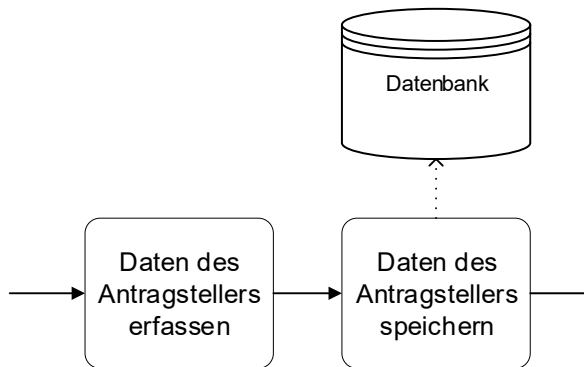 Datenbank
Daten des
Antragstellers
erfassen
Daten des
Antragstellers
speichern